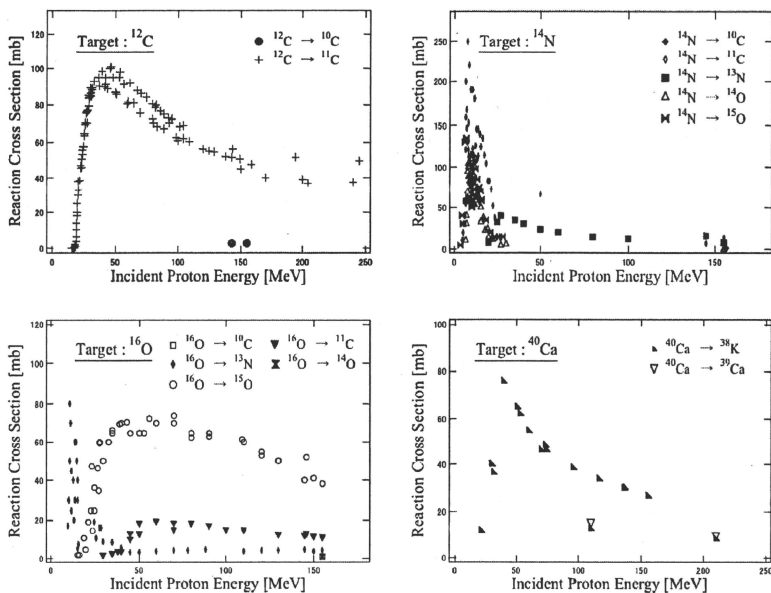 Target : ¹²C
¹²C → ¹⁰C
¹²C → ¹¹C
Reaction Cross Section [mb]
120
100
80
60
40
20
0
0 50 100 150 200 250
Incident Proton Energy [MeV]
Target : ¹⁴N
¹⁴N → ¹⁰C
¹⁴N → ¹¹C
¹⁴N → ¹³N
¹⁴N → ¹⁴O
¹⁴N → ¹⁵O
Reaction Cross Section [mb]
250
200
150
100
50
0
0 50 100 150
Incident Proton Energy [MeV]
Target : ¹⁶O
¹⁶O → ¹⁰C ¹⁶O → ¹¹C
¹⁶O → ¹³N ¹⁶O → ¹⁴O
¹⁶O → ¹⁵O
Reaction Cross Section [mb]
120
100
80
60
40
20
0
0 50 100 150
Incident Proton Energy [MeV]
Target : ⁴⁰Ca
⁴⁰Ca → ³⁸K
⁴⁰Ca → ³⁹Ca
Reaction Cross Section [mb]
80
60
40
20
0
0 50 100 150 200 250
Incident Proton Energy [MeV]